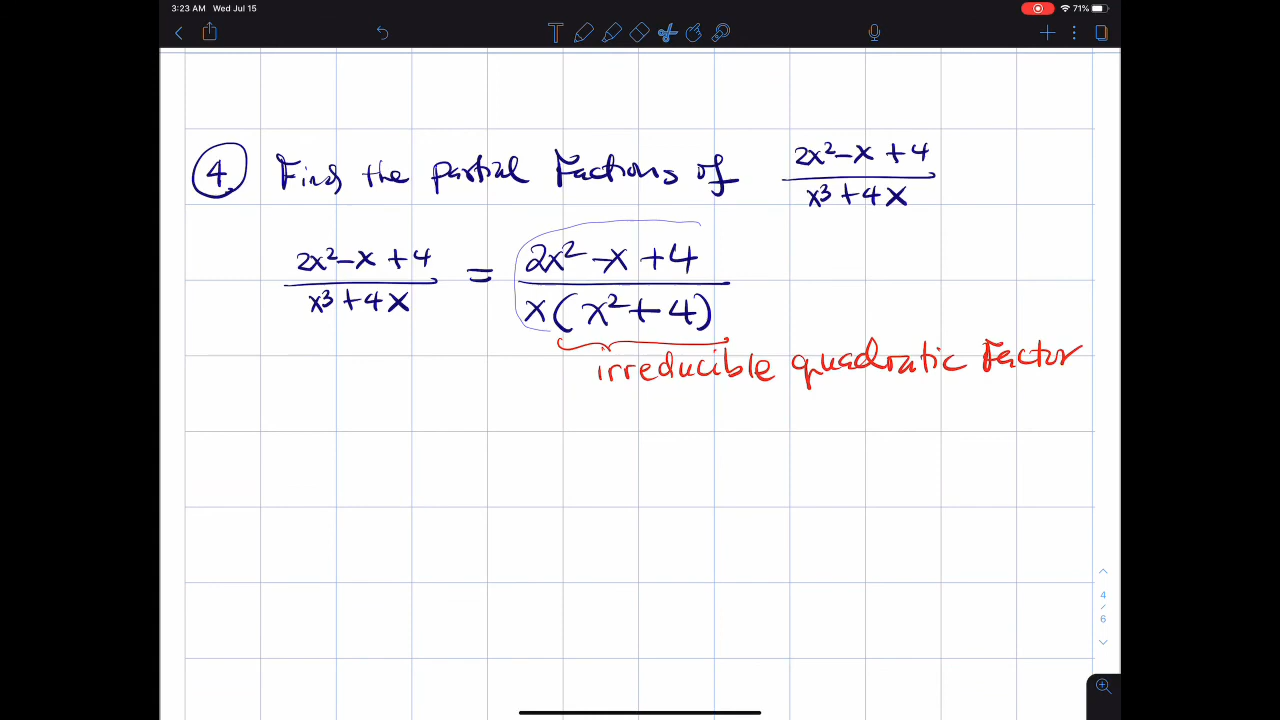 3:23 AM Wed Jul 15 71%
T
4. Find the partial Factions of (2x² - x + 4)/(x³ + 4x)
(2x² - x + 4)/(x³ + 4x) = (2x² - x + 4)/(x(x² + 4))
irreducible quadratic Factor
4
/
6